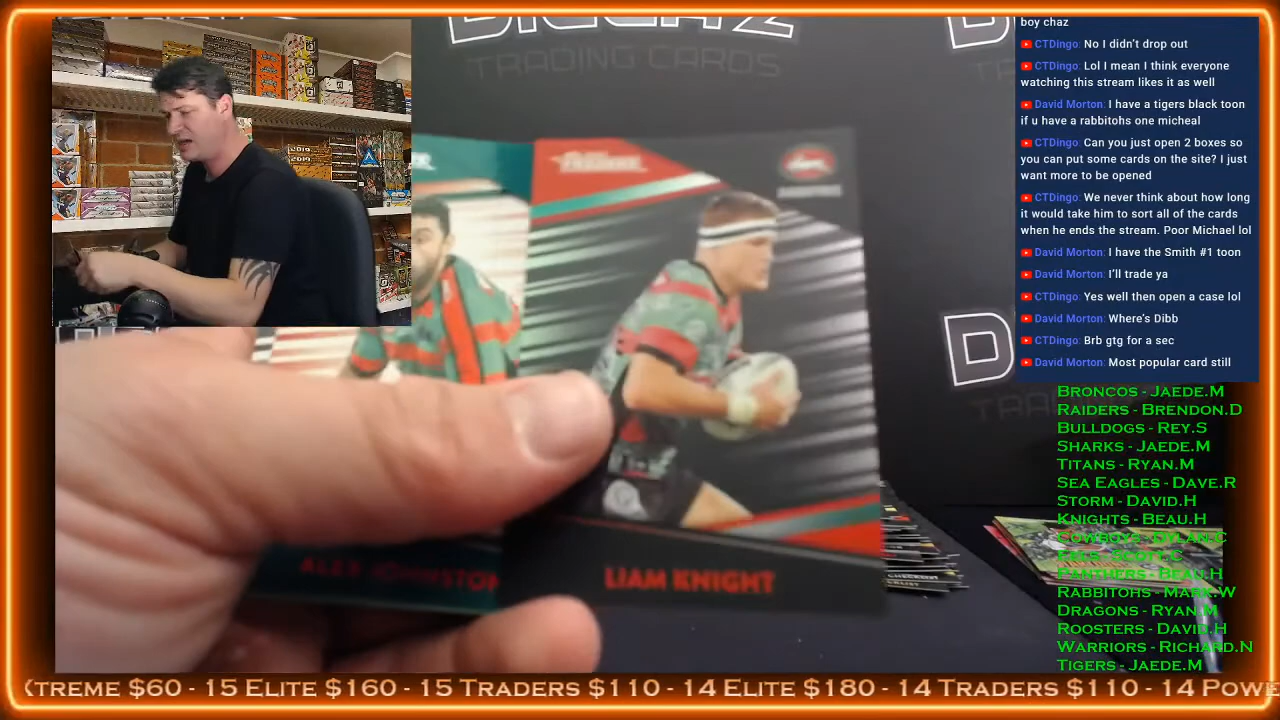 TRADING CARDS
boy chaz
CTDingo: No I didn't drop out
CTDingo: Lol I mean I think everyone
watching this stream likes it as well
David Morton: I have a tigers black toon
if u have a rabbitohs one micheal
CTDingo: Can you just open 2 boxes so
you can put some cards on the site? I just
want more to be opened
CTDingo: We never think about how long
it would take him to sort all of the cards
when he ends the stream. Poor Michael lol
David Morton: I have the Smith #1 toon
David Morton: I'll trade ya
CTDingo: Yes well then open a case lol
David Morton: Where's Dibb
CTDingo: Brb gtg for a sec
David Morton: Most popular card still
Broncos - Jaede.M
Raiders - Brendon.D
Bulldogs - Rey.S
Sharks - Jaede.M
Titans - Ryan.M
Sea Eagles - Dave.R
Storm - David.H
Knights - Beau.H
Cowboys - Dylan.C
Eels - Scott.C
Panthers - Beau.H
Rabbitohs - Mark.W
Dragons - Ryan.M
Roosters - David.H
Warriors - Richard.N
Tigers - Jaede.M
LIAM KNIGHT
CHECKLIST
XTREME $60 - 15 ELITE $160 - 15 TRADERS $110 - 14 ELITE $180 - 14 TRADERS $110 - 14 POWE